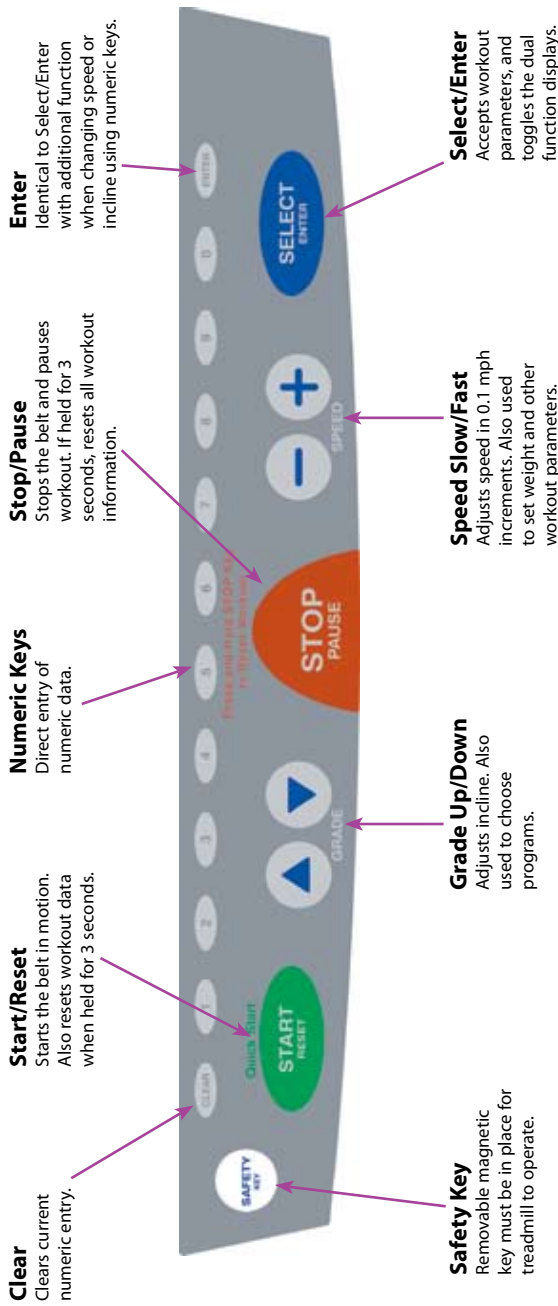 Clear
Clears current
numeric entry.
Start/Reset
Starts the belt in motion.
Also resets workout data
when held for 3 seconds.
Numeric Keys
Direct entry of
numeric data.
Stop/Pause
Stops the belt and pauses
workout. If held for 3
seconds, resets all workout
information.
Enter
Identical to Select/Enter
with additional function
when changing speed or
incline using numeric keys.
CLEAR 1 2 3 4 5 6 7 8 9 0 ENTER
Press and Hold STOP
to Reset
SAFETY
KEY
Quick Start
START
RESET
GRADE
STOP
PAUSE
SPEED
SELECT
ENTER
Safety Key
Removable magnetic
key must be in place for
treadmill to operate.
Grade Up/Down
Adjusts incline. Also
used to choose
programs.
Speed Slow/Fast
Adjusts speed in 0.1 mph
increments. Also used
to set weight and other
workout parameters.
Select/Enter
Accepts workout
parameters, and
toggles the dual
function displays.